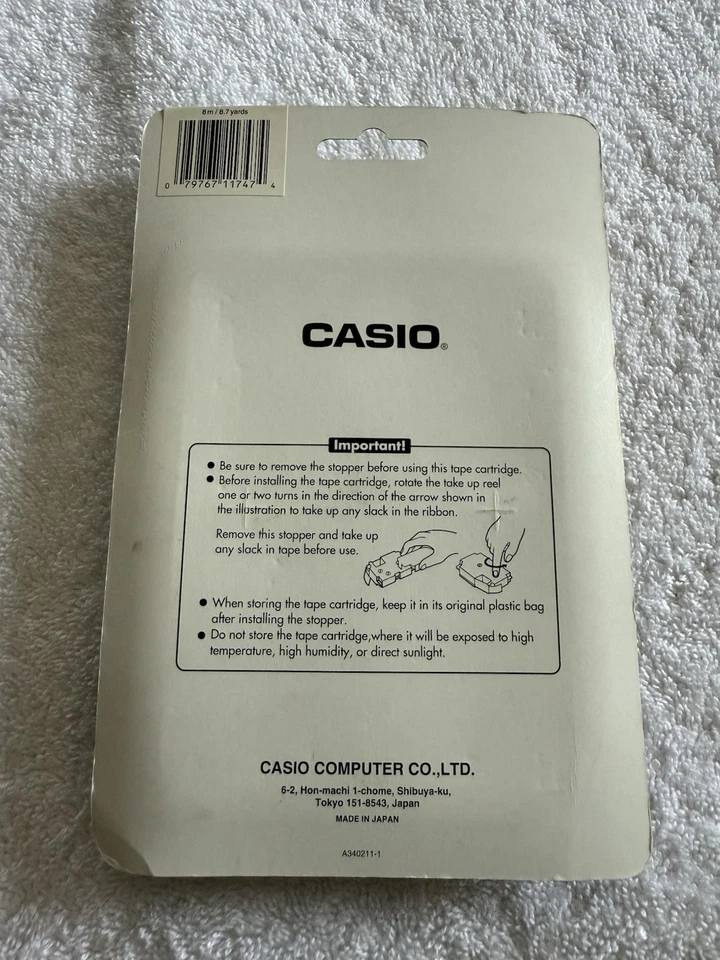 8m / 8.7 yards
0 79767 11747 4
CASIO®
Important!
● Be sure to remove the stopper before using this tape cartridge.
● Before installing the tape cartridge, rotate the take up reel
one or two turns in the direction of the arrow shown in
the illustration to take up any slack in the ribbon.
Remove this stopper and take up
any slack in tape before use.
● When storing the tape cartridge, keep it in its original plastic bag
after installing the stopper.
● Do not store the tape cartridge,where it will be exposed to high
temperature, high humidity, or direct sunlight.
CASIO COMPUTER CO.,LTD.
6-2, Hon-machi 1-chome, Shibuya-ku,
Tokyo 151-8543, Japan
MADE IN JAPAN
A340211-1